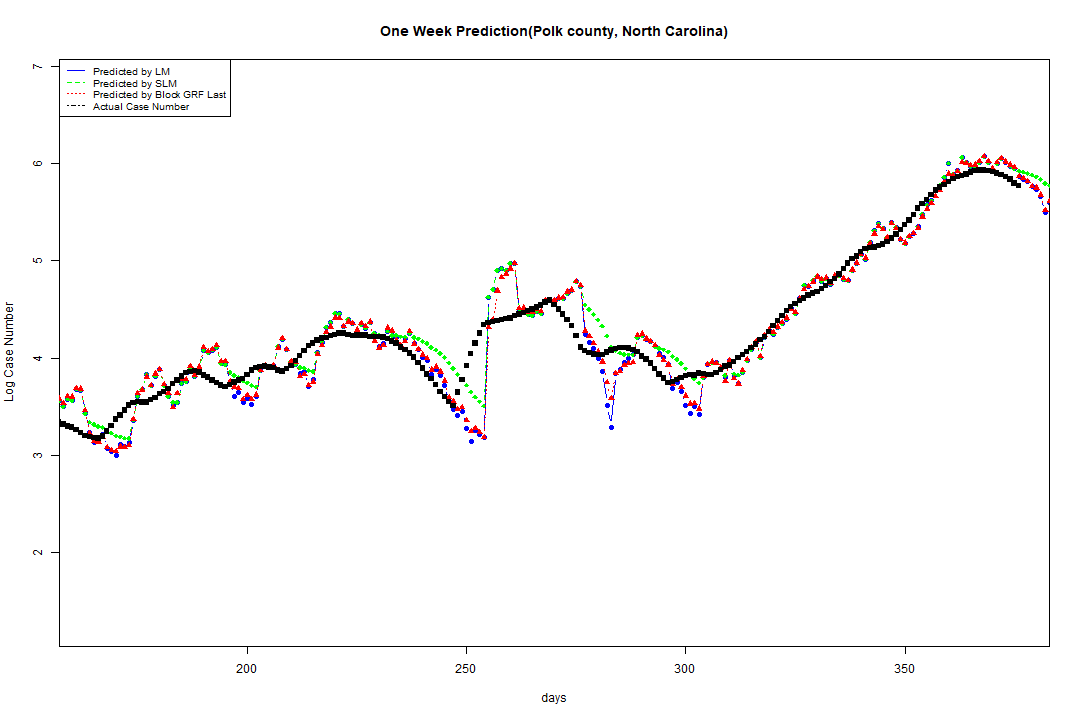 One Week Prediction(Polk county, North Carolina)
Predicted by LM
Predicted by SLM
Predicted by Block GRF Last
Actual Case Number
7
6
5
4
3
2
Log Case Number
200 250 300 350
days